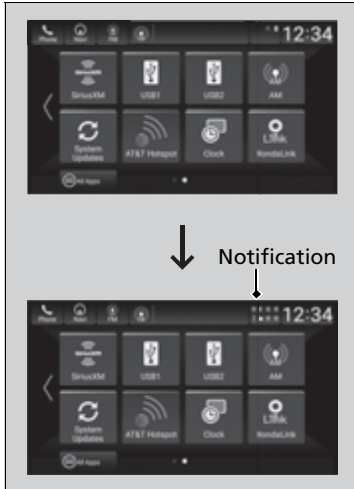 Phone Navi FM
12:34
SiriusXM USB1 USB2 AM
System Updates AT&T Hotspot Clock HondaLink
All Apps
Notification
Phone Navi FM
12:34
SiriusXM USB1 USB2 AM
System Updates AT&T Hotspot Clock HondaLink
All Apps